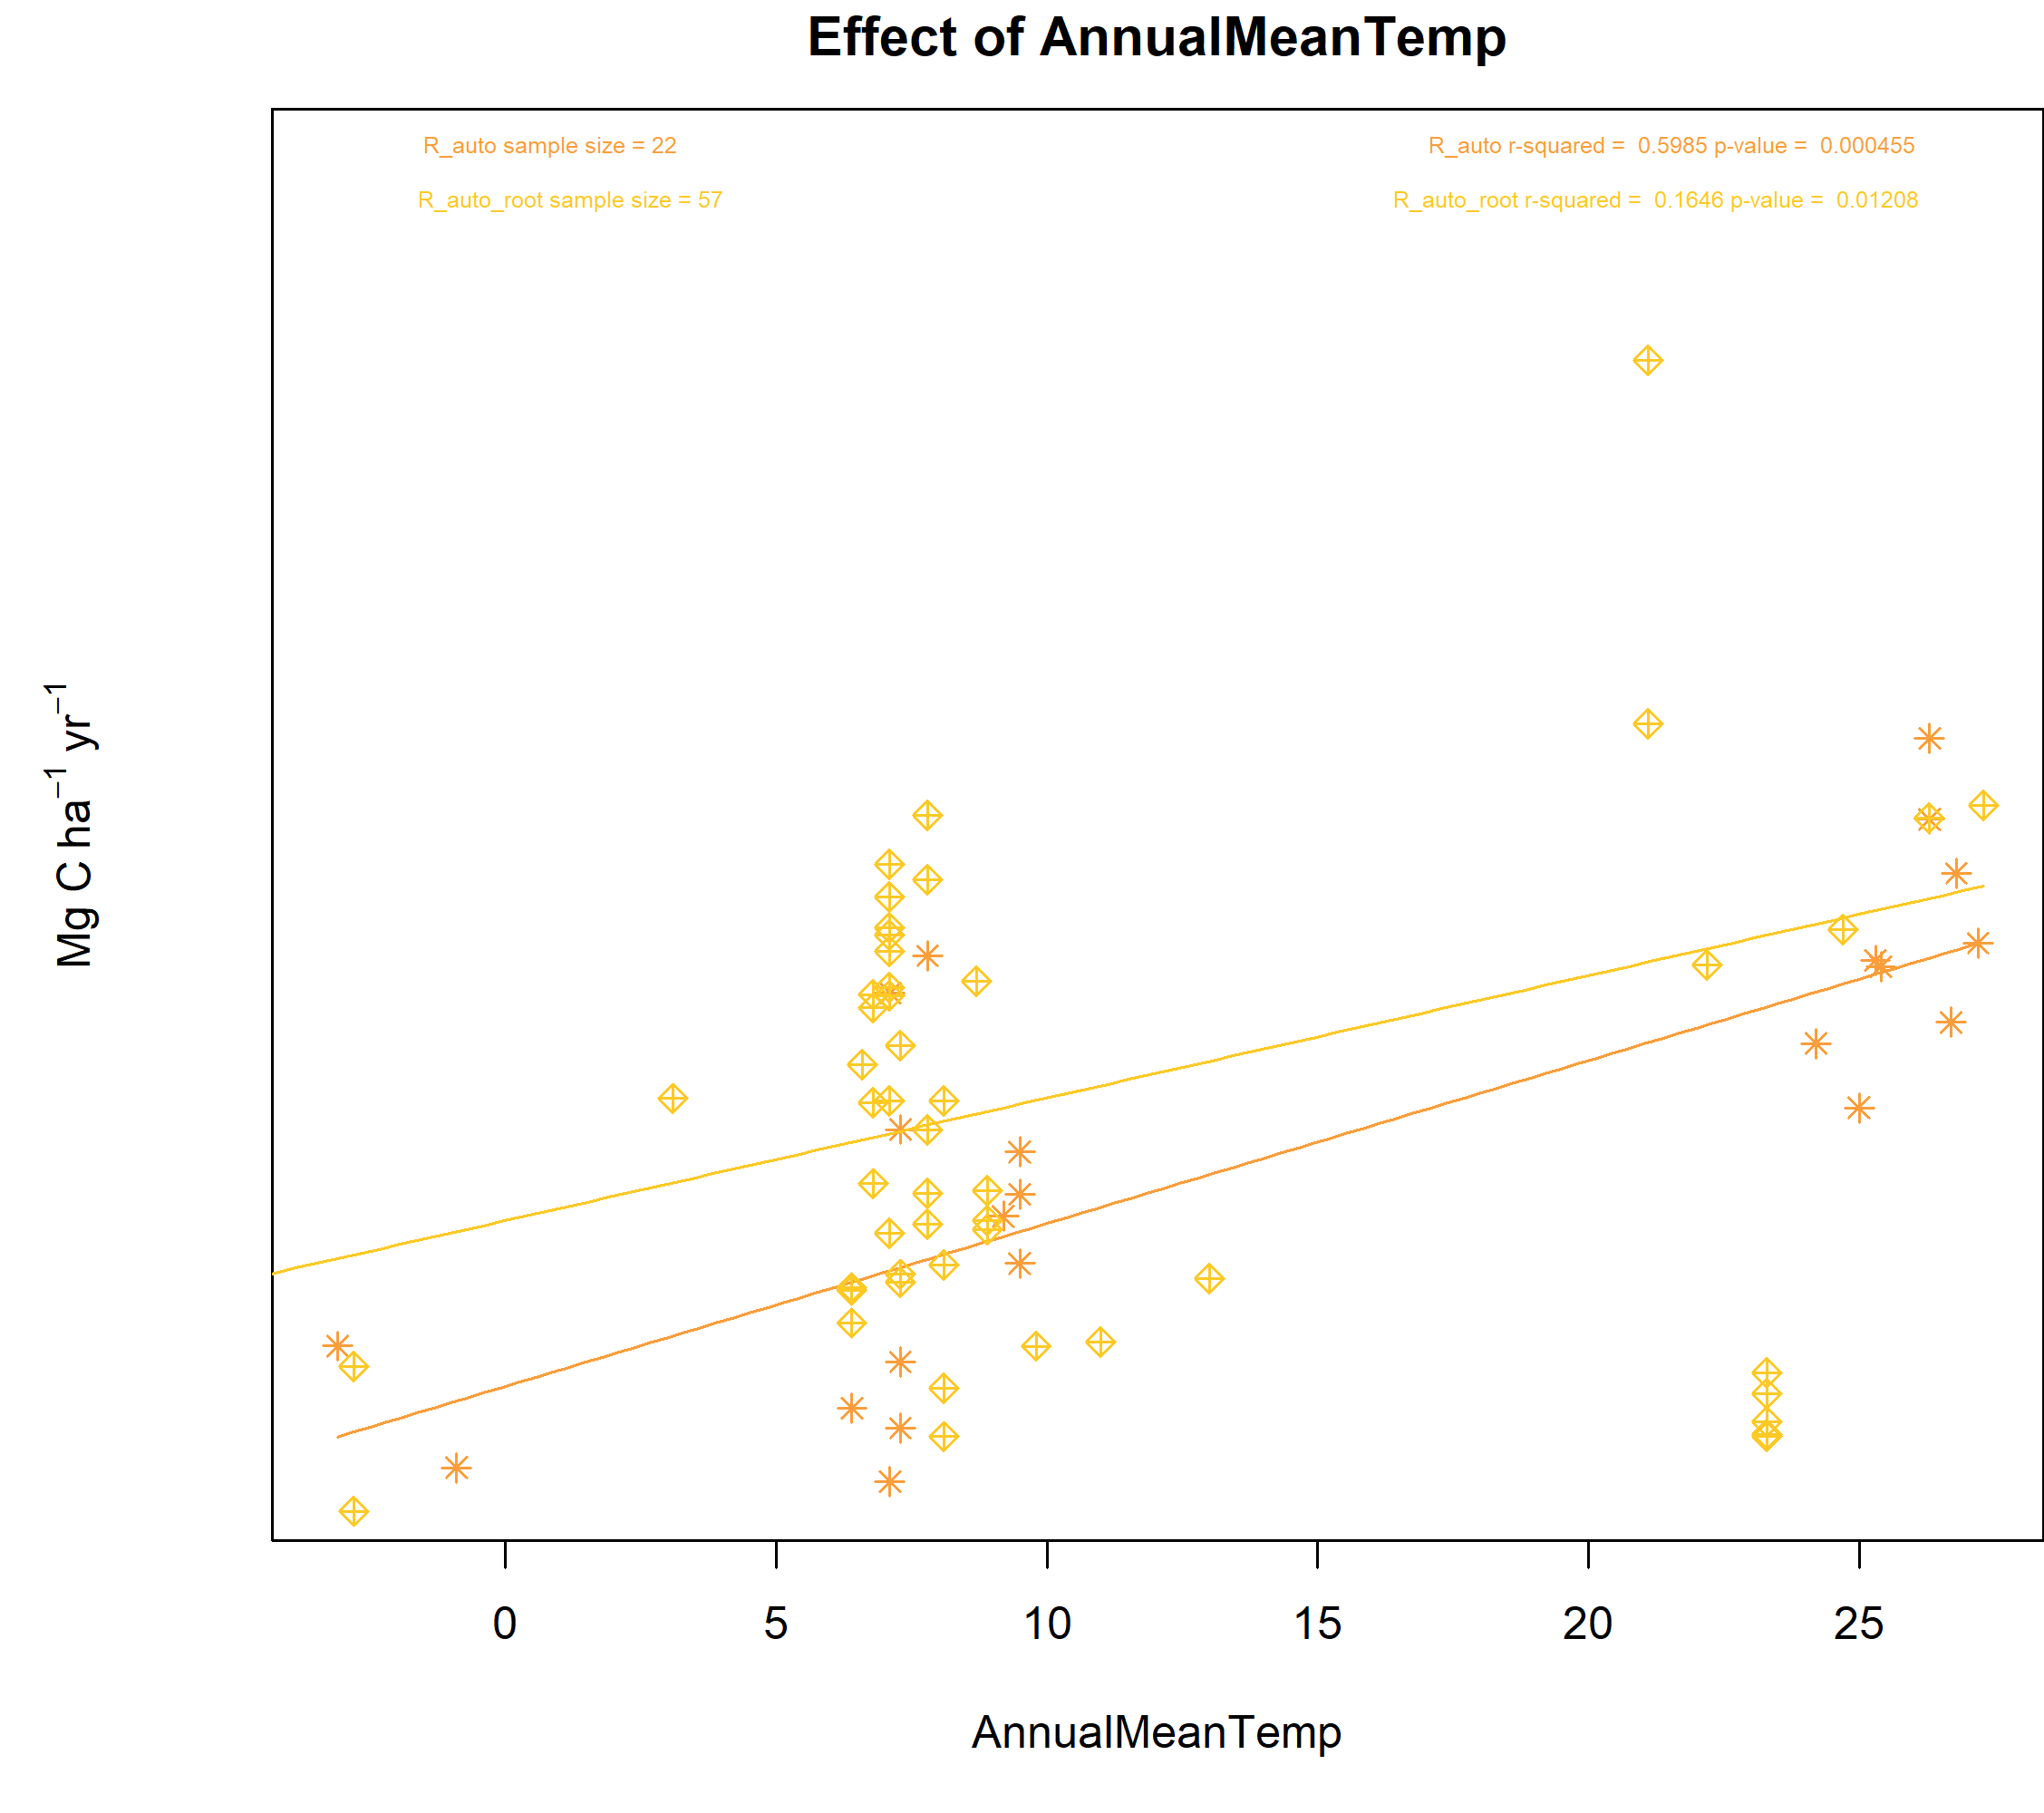 Effect of AnnualMeanTemp
R_auto sample size = 22
R_auto r-squared =  0.5985 p-value =  0.000455
R_auto_root sample size = 57
R_auto_root r-squared =  0.1646 p-value =  0.01208
Mg C ha⁻¹ yr⁻¹
0 5 10 15 20 25
AnnualMeanTemp